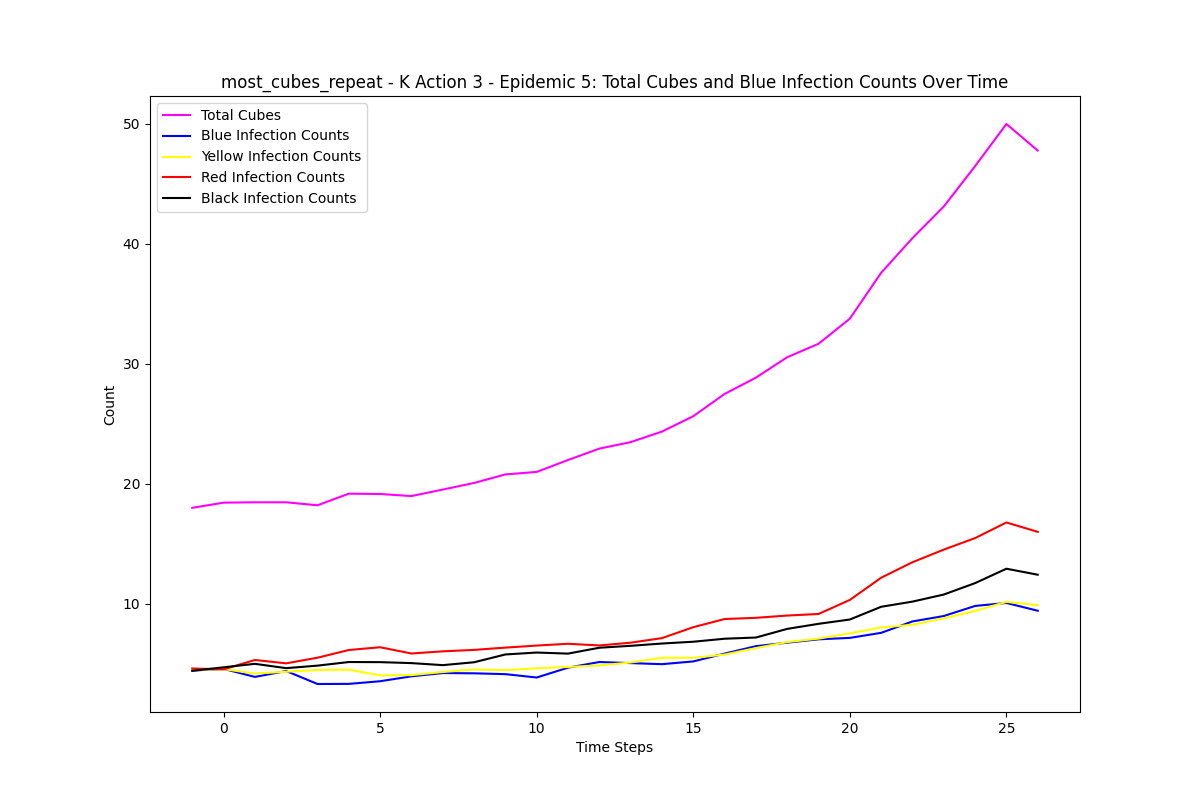 most_cubes_repeat - K Action 3 - Epidemic 5: Total Cubes and Blue Infection Counts Over Time
Total Cubes
Blue Infection Counts
Yellow Infection Counts
Red Infection Counts
Black Infection Counts
50
40
30
20
10
Count
0 5 10 15 20 25
Time Steps